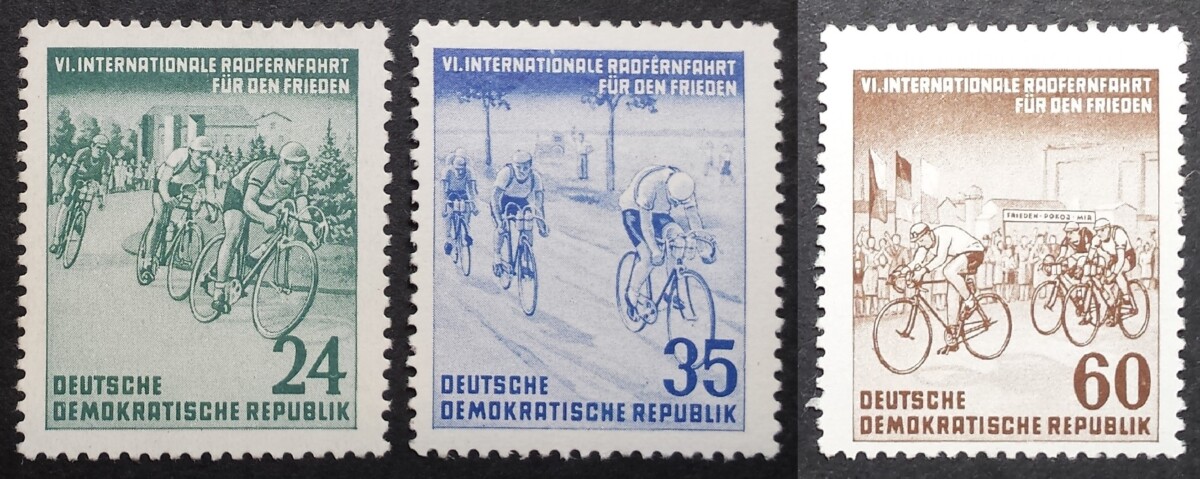 VI. INTERNATIONALE RADFERNFAHRT
FÜR DEN FRIEDEN
24
DEUTSCHE
DEMOKRATISCHE REPUBLIK
VI. INTERNATIONALE RADFERNFAHRT
FÜR DEN FRIEDEN
35
DEUTSCHE
DEMOKRATISCHE REPUBLIK
VI. INTERNATIONALE RADFERNFAHRT
FÜR DEN FRIEDEN
FRIEDEN - POKOJ - MIR
60
DEUTSCHE
DEMOKRATISCHE REPUBLIK